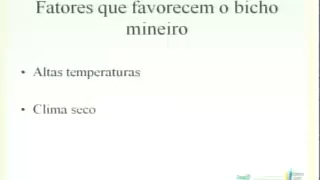 Fatores que favorecem o bicho
mineiro
• Altas temperaturas
• Clima seco